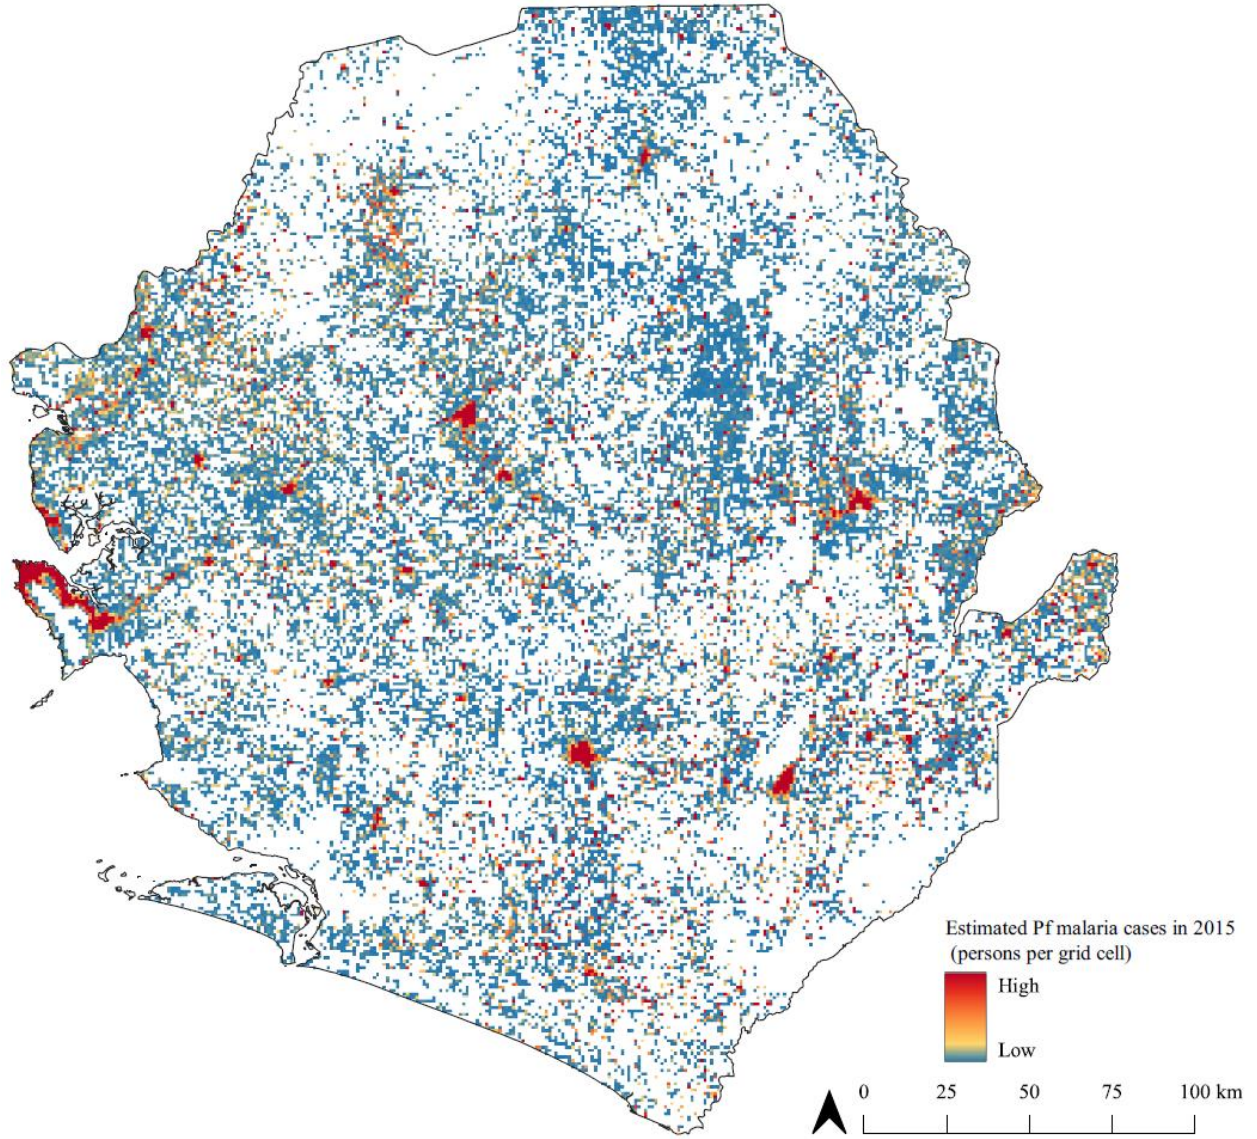 Estimated Pf malaria cases in 2015
(persons per grid cell)
High
Low
0 25 50 75 100 km